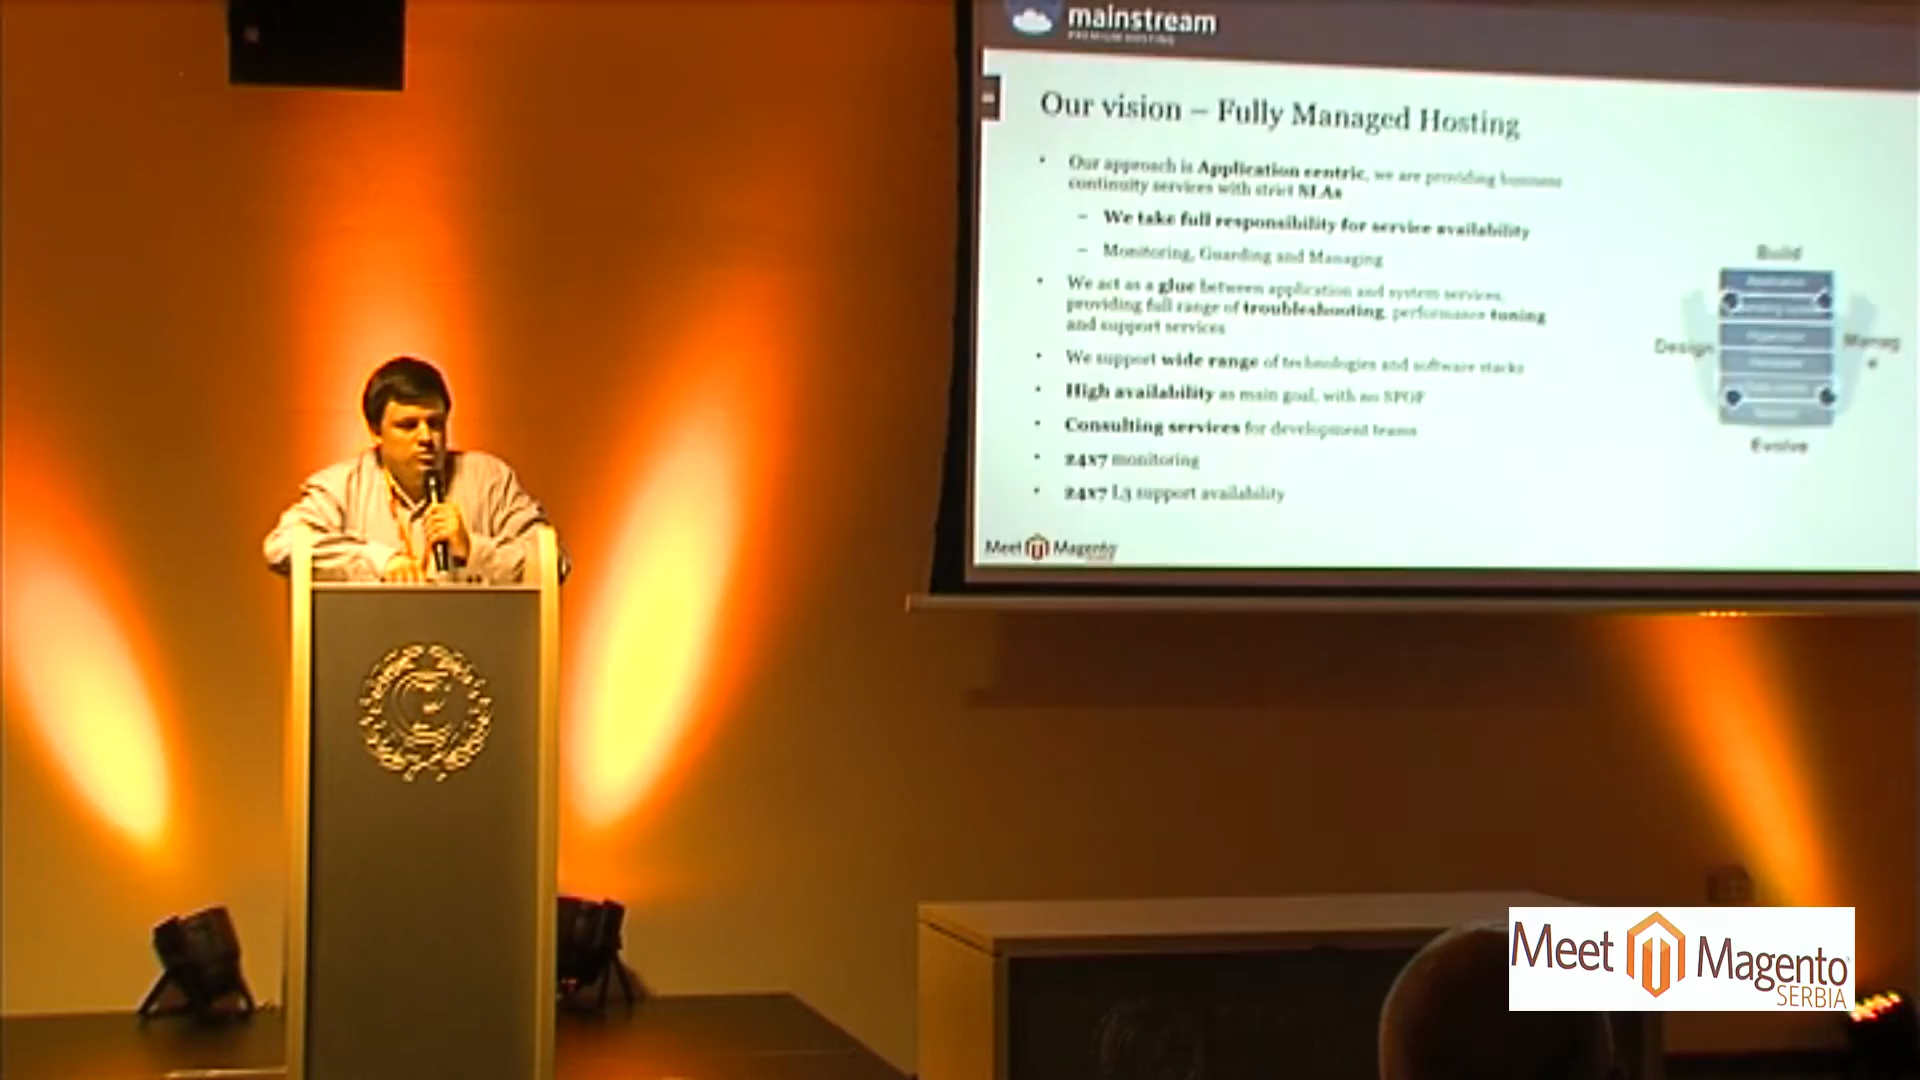 mainstream
PREMIUM HOSTING
Our vision – Fully Managed Hosting
• Our approach is Application centric, we are providing business
continuity services with strict SLAs
– We take full responsibility for service availability
– Monitoring, Guarding and Managing
• We act as a glue between application and system services,
providing full range of troubleshooting, performance tuning
and support services
• We support wide range of technologies and software stacks
• High availability as main goal, with no SPOF
• Consulting services for development teams
• 24x7 monitoring
• 24x7 L3 support availability
Build
Design
Manag
e
Evolve
Meet Magento
Meet Magento
SERBIA